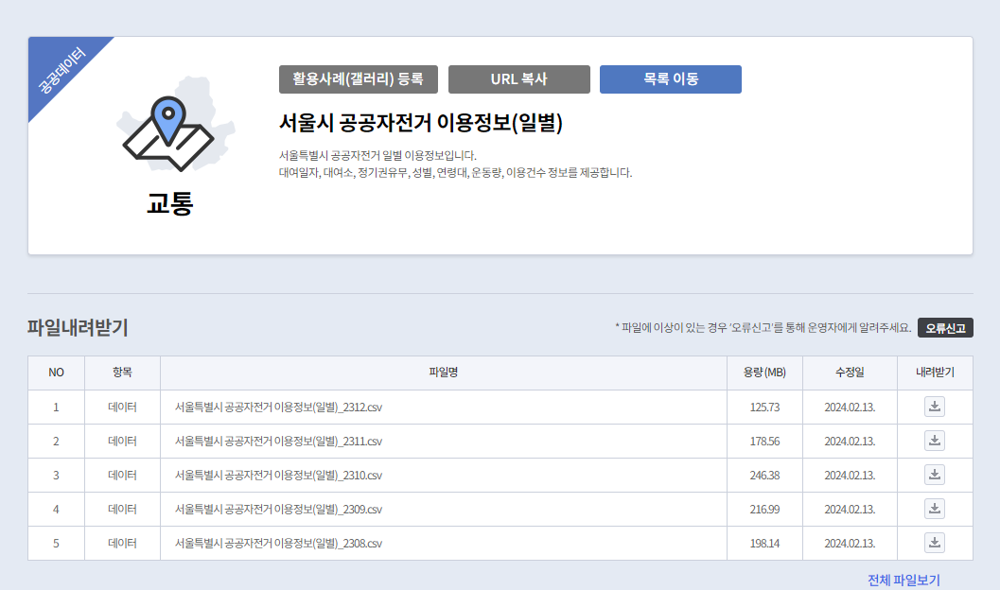 공공데이터
교통
활용사례(갤러리) 등록 URL 복사 목록 이동
서울시 공공자전거 이용정보(일별)
서울특별시 공공자전거 일별 이용정보입니다.
대여일자, 대여소, 정기권유무, 성별, 연령대, 운동량, 이용건수 정보를 제공합니다.
파일내려받기
* 파일에 이상이 있는 경우 '오류신고'를 통해 운영자에게 알려주세요. 오류신고
NO 항목 파일명 용량 (MB) 수정일 내려받기
1 데이터 서울특별시 공공자전거 이용정보(일별)_2312.csv 125.73 2024.02.13.
2 데이터 서울특별시 공공자전거 이용정보(일별)_2311.csv 178.56 2024.02.13.
3 데이터 서울특별시 공공자전거 이용정보(일별)_2310.csv 246.38 2024.02.13.
4 데이터 서울특별시 공공자전거 이용정보(일별)_2309.csv 216.99 2024.02.13.
5 데이터 서울특별시 공공자전거 이용정보(일별)_2308.csv 198.14 2024.02.13.
전체 파일보기